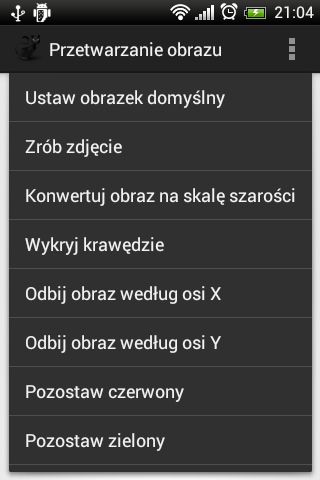 21:04
Przetwarzanie obrazu
Ustaw obrazek domyślny
Zrób zdjęcie
Konwertuj obraz na skalę szarości
Wykryj krawędzie
Odbij obraz według osi X
Odbij obraz według osi Y
Pozostaw czerwony
Pozostaw zielony